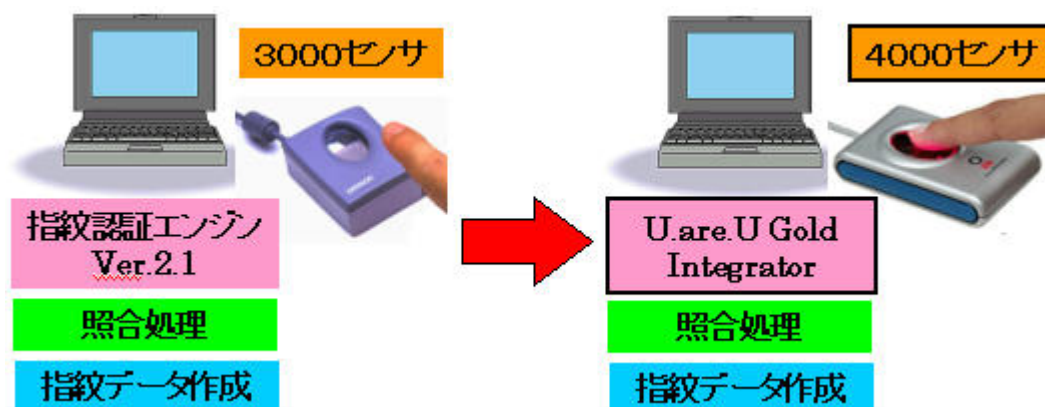 3000センサ
指紋認証エンジン
Ver.2.1
照合処理
指紋データ作成
4000センサ
U.are.U Gold
Integrator
照合処理
指紋データ作成